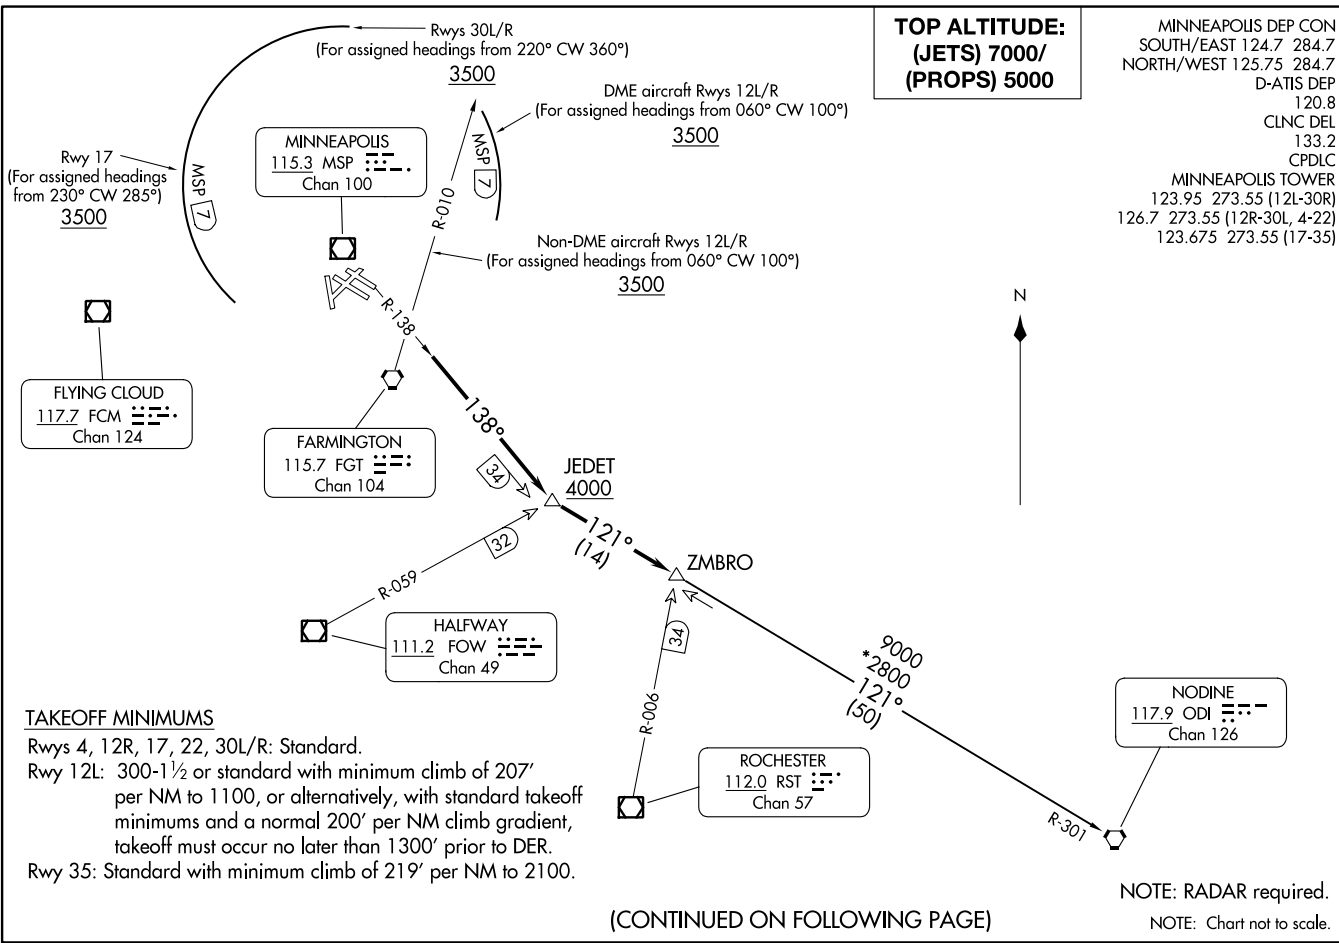 Rwys 30L/R
(For assigned headings from 220° CW 360°)
3500
TOP ALTITUDE:
(JETS) 7000/
(PROPS) 5000
MINNEAPOLIS DEP CON
SOUTH/EAST 124.7 284.7
NORTH/WEST 125.75 284.7
D-ATIS DEP
120.8
CLNC DEL
133.2
CPDLC
MINNEAPOLIS TOWER
123.95 273.55 (12L-30R)
126.7 273.55 (12R-30L, 4-22)
123.675 273.55 (17-35)
DME aircraft Rwys 12L/R
(For assigned headings from 060° CW 100°)
3500
MINNEAPOLIS
115.3 MSP
Chan 100
Rwy 17
(For assigned headings
from 230° CW 285°)
3500
MSP 7
MSP 7
R-010
Non-DME aircraft Rwys 12L/R
(For assigned headings from 060° CW 100°)
3500
N
R-138
FLYING CLOUD
117.7 FCM
Chan 124
FARMINGTON
115.7 FGT
Chan 104
138°
34
JEDET
4000
32
R-059
121°
(14)
ZMBRO
HALFWAY
111.2 FOW
Chan 49
34
R-006
9000
*2800
121°
(50)
NODINE
117.9 ODI
Chan 126
ROCHESTER
112.0 RST
Chan 57
R-301
TAKEOFF MINIMUMS
Rwys 4, 12R, 17, 22, 30L/R: Standard.
Rwy 12L: 300-1½ or standard with minimum climb of 207'
per NM to 1100, or alternatively, with standard takeoff
minimums and a normal 200' per NM climb gradient,
takeoff must occur no later than 1300' prior to DER.
Rwy 35: Standard with minimum climb of 219' per NM to 2100.
(CONTINUED ON FOLLOWING PAGE)
NOTE: RADAR required.
NOTE: Chart not to scale.